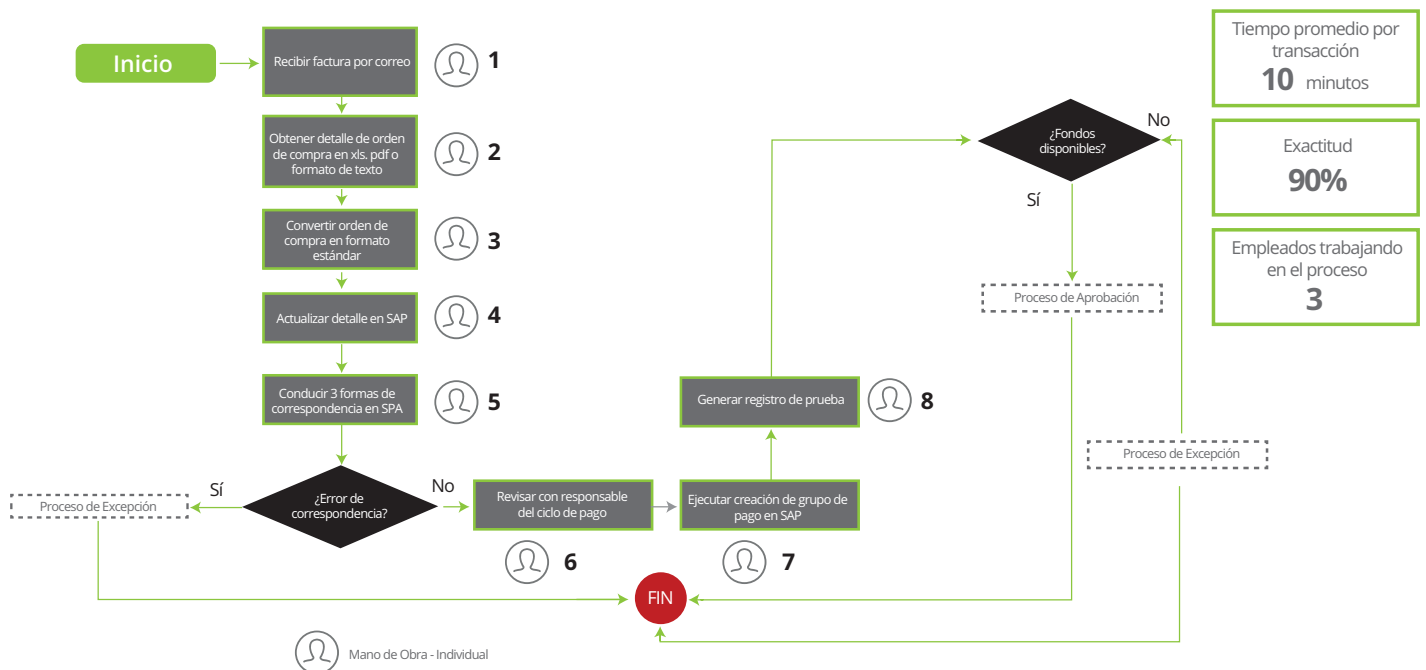 Inicio
Recibir factura por correo
1
Obtener detalle de orden
de compra en xls. pdf o
formato de texto
2
Convertir orden de
compra en formato
estándar
3
Actualizar detalle en SAP
4
Conducir 3 formas de
correspondencia en SPA
5
¿Error de
correspondencia?
Sí
No
Proceso de Excepción
Revisar con responsable
del ciclo de pago
6
Ejecutar creación de grupo de
pago en SAP
7
Generar registro de prueba
8
¿Fondos
disponibles?
No
Sí
Proceso de Aprobación
Proceso de Excepción
FIN
Mano de Obra - Individual
Tiempo promedio por
transacción
10 minutos
Exactitud
90%
Empleados trabajando
en el proceso
3